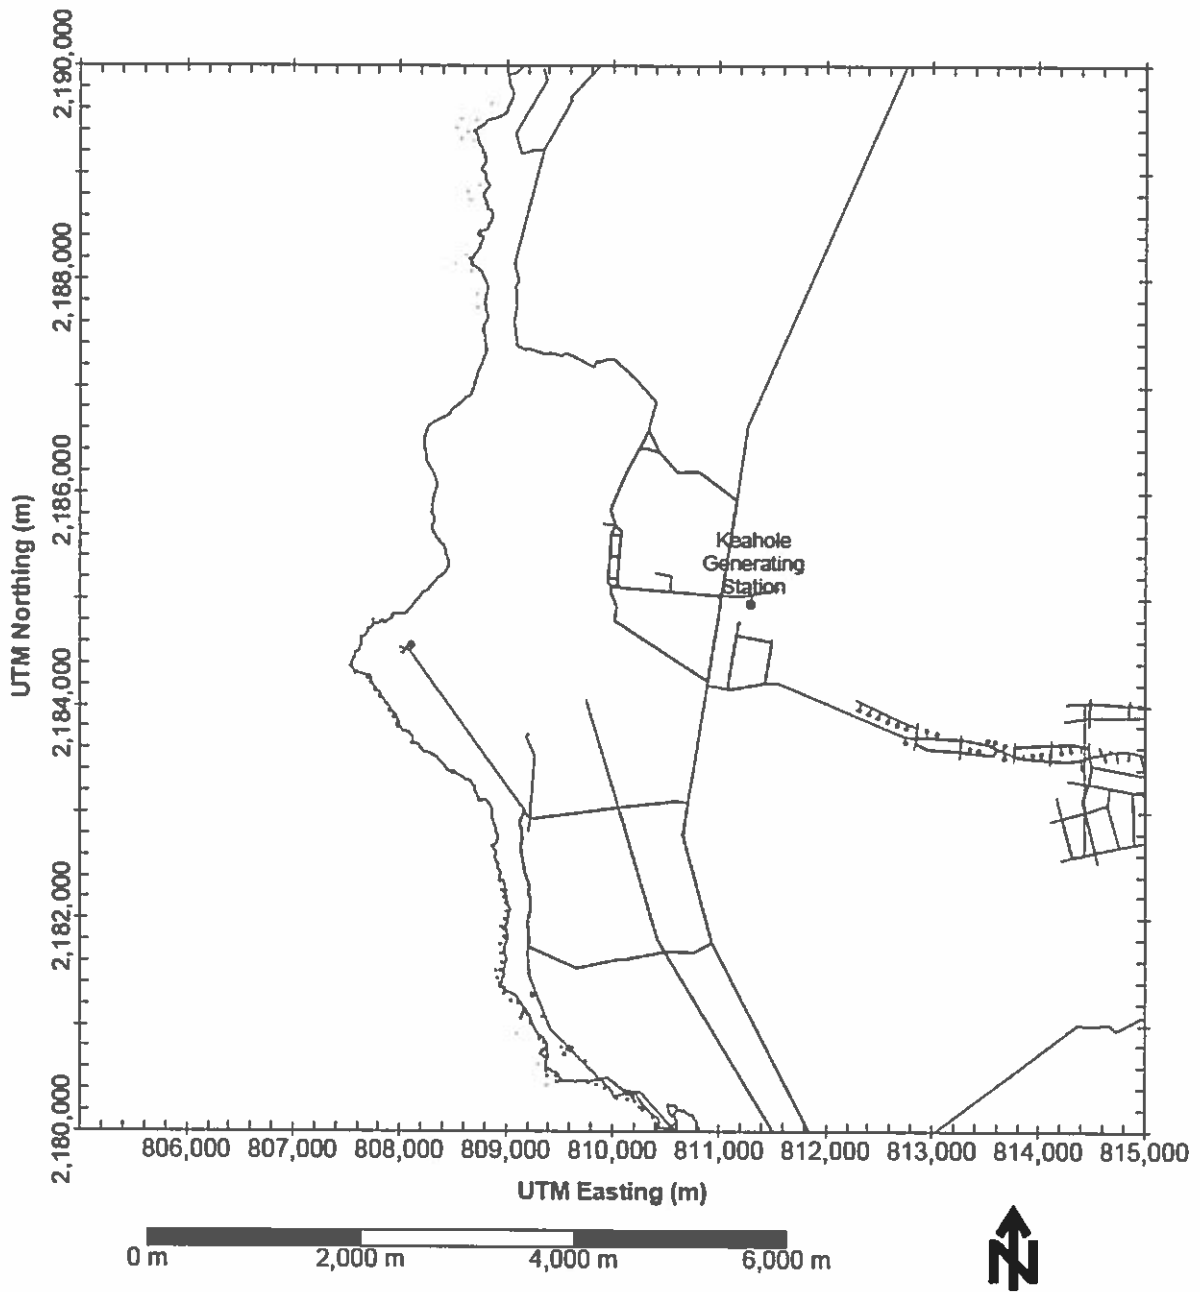 2,190,000
2,188,000
2,186,000
2,184,000
2,182,000
2,180,000
UTM Northing (m)
Keahole
Generating
Station
806,000 807,000 808,000 809,000 810,000 811,000 812,000 813,000 814,000 815,000
UTM Easting (m)
0 m 2,000 m 4,000 m 6,000 m
N